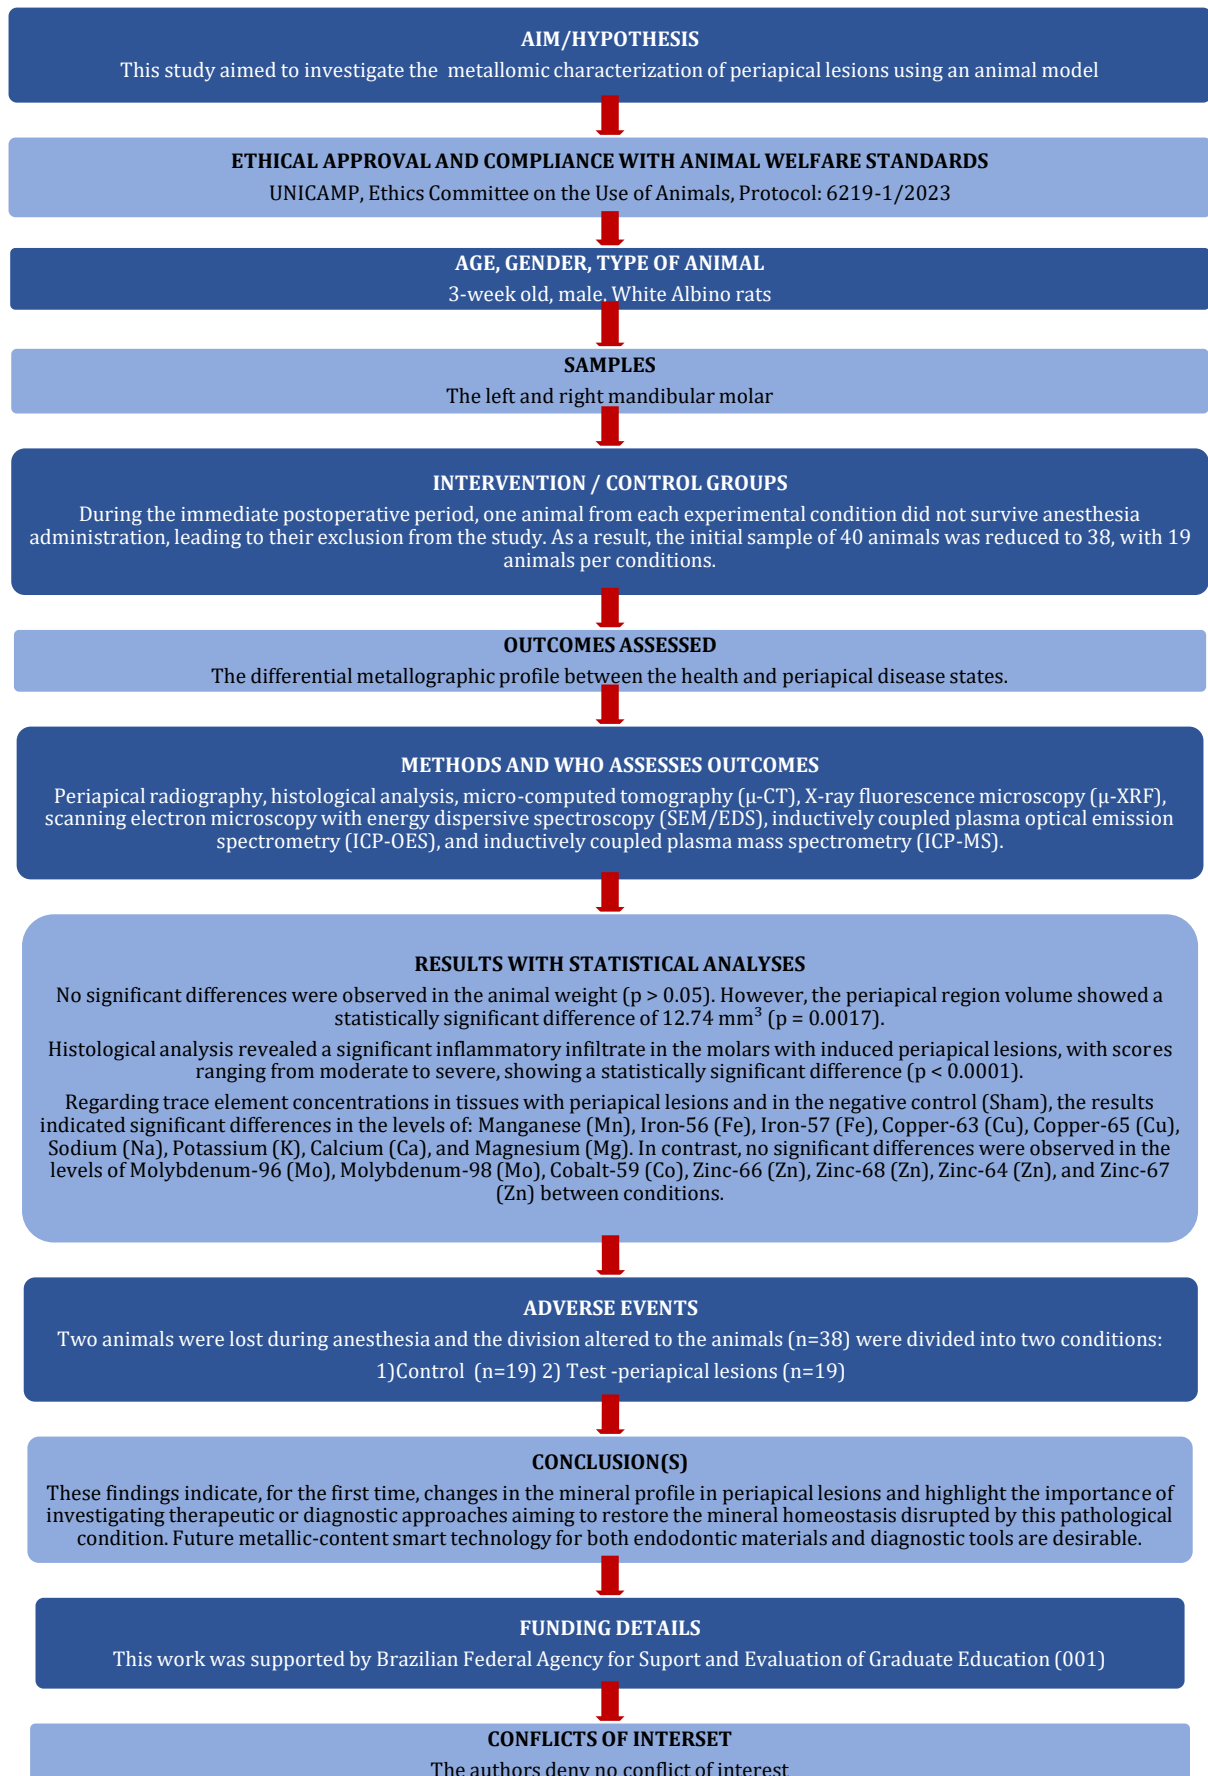 AIM/HYPOTHESIS
This study aimed to investigate the metallomic characterization of periapical lesions using an animal model
ETHICAL APPROVAL AND COMPLIANCE WITH ANIMAL WELFARE STANDARDS
UNICAMP, Ethics Committee on the Use of Animals, Protocol: 6219-1/2023
AGE, GENDER, TYPE OF ANIMAL
3-week old, male. White Albino rats
SAMPLES
The left and right mandibular molar
INTERVENTION / CONTROL GROUPS
During the immediate postoperative period, one animal from each experimental condition did not survive anesthesia
administration, leading to their exclusion from the study. As a result, the initial sample of 40 animals was reduced to 38, with 19
animals per conditions.
OUTCOMES ASSESSED
The differential metallographic profile between the health and periapical disease states.
METHODS AND WHO ASSESSES OUTCOMES
Periapical radiography, histological analysis, micro-computed tomography (μ-CT), X-ray fluorescence microscopy (μ-XRF),
scanning electron microscopy with energy dispersive spectroscopy (SEM/EDS), inductively coupled plasma optical emission
spectrometry (ICP-OES), and inductively coupled plasma mass spectrometry (ICP-MS).
RESULTS WITH STATISTICAL ANALYSES
No significant differences were observed in the animal weight (p > 0.05). However, the periapical region volume showed a
statistically significant difference of 12.74 mm³ (p = 0.0017).
Histological analysis revealed a significant inflammatory infiltrate in the molars with induced periapical lesions, with scores
ranging from moderate to severe, showing a statistically significant difference (p < 0.0001).
Regarding trace element concentrations in tissues with periapical lesions and in the negative control (Sham), the results
indicated significant differences in the levels of: Manganese (Mn), Iron-56 (Fe), Iron-57 (Fe), Copper-63 (Cu), Copper-65 (Cu),
Sodium (Na), Potassium (K), Calcium (Ca), and Magnesium (Mg). In contrast, no significant differences were observed in the
levels of Molybdenum-96 (Mo), Molybdenum-98 (Mo), Cobalt-59 (Co), Zinc-66 (Zn), Zinc-68 (Zn), Zinc-64 (Zn), and Zinc-67
(Zn) between conditions.
ADVERSE EVENTS
Two animals were lost during anesthesia and the division altered to the animals (n=38) were divided into two conditions:
1)Control (n=19) 2) Test -periapical lesions (n=19)
CONCLUSION(S)
These findings indicate, for the first time, changes in the mineral profile in periapical lesions and highlight the importance of
investigating therapeutic or diagnostic approaches aiming to restore the mineral homeostasis disrupted by this pathological
condition. Future metallic-content smart technology for both endodontic materials and diagnostic tools are desirable.
FUNDING DETAILS
This work was supported by Brazilian Federal Agency for Suport and Evaluation of Graduate Education (001)
CONFLICTS OF INTERSET
The authors deny no conflict of interest